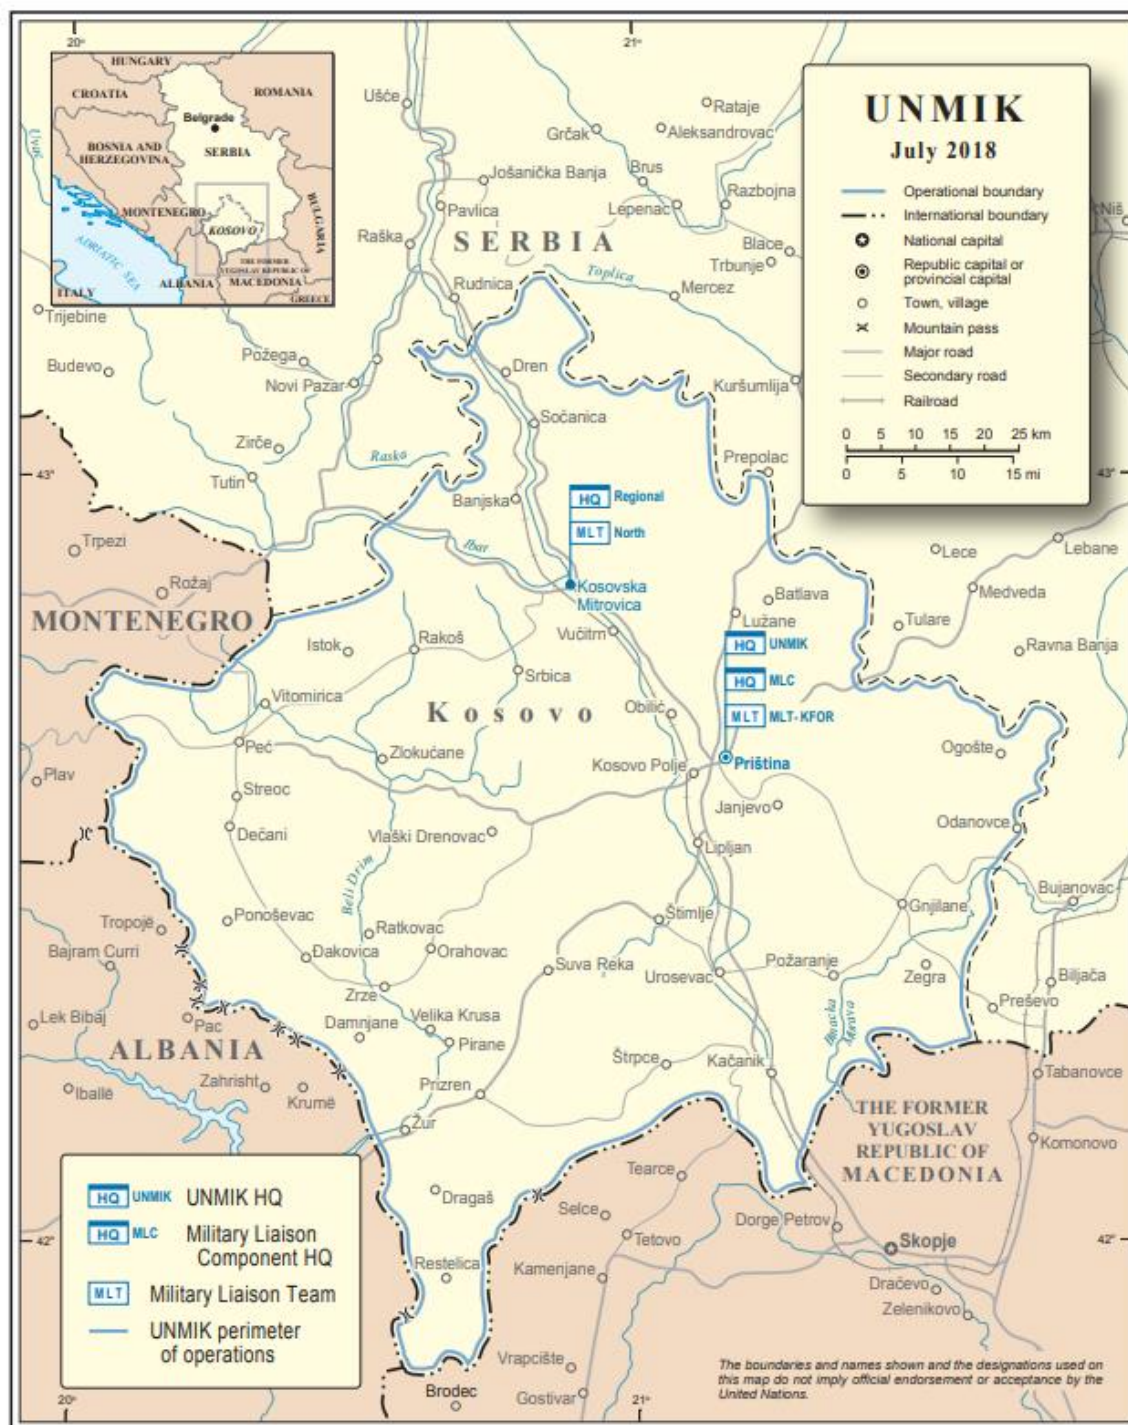 20°
21°
HUNGARY
CROATIA
ROMANIA
Belgrade
BOSNIA AND
HERZEGOVINA
SERBIA
MONTENEGRO
KOSOVO
BULGARIA
ADRIATIC SEA
THE FORMER
YUGOSLAV REPUBLIC OF
MACEDONIA
ITALY
ALBANIA
GREECE
UNMIK
July 2018
Operational boundary
International boundary
National capital
Republic capital or
provincial capital
Town, village
Mountain pass
Major road
Secondary road
Railroad
0 5 10 15 20 25 km
0 5 10 15 mi
Uvac
Ušće
Rataje
Grčak
Aleksandrovac
Jošanička Banja
Brus
Pavlica
Lepenac
Razbojna
Niš
Raška
SERBIA
Blace
Trbunje
Toplica
Rudnica
Mercez
Trijebine
Požega
Budevo
Novi Pazar
Dren
Kuršumlija
Sočanica
Zirče
Raska
43°
Tutin
Prepolac
43°
Banjska
HQ Regional
MLT North
Ibar
Trpezi
Lece
Lebane
Rožaj
Kosovska
Mitrovica
Batlava
Medveda
MONTENEGRO
Lužane
Tulare
Istok
Rakoš
Vučitrn
HQ UNMIK
Ravna Banja
Srbica
HQ MLC
Vitomirica
Kosovo
Obilić
MLT MLT-KFOR
Peć
Zlokućane
Ogošte
Kosovo Polje
Priština
Plav
Streoc
Janjevo
Dečani
Vlaški Drenovac
Odanovce
Lipljan
Beli Drim
Bujanovac
Ponoševac
Štimlje
Gnjilane
Tropojë
Ratkovac
Bajram Curri
Đakovica
Orahovac
Suva Reka
Urosevac
Požaranje
Zegra
Biljača
Zrze
Preševo
Lek Bibaj
Pac
Damnjane
Velika Krusa
Morava
ALBANIA
Pirane
Štrpce
Kačanik
Iballë
Zahrisht
Krumë
Prizren
Tabanovce
Žur
THE FORMER
YUGOSLAV
REPUBLIC OF
MACEDONIA
Komonovo
Tearce
HQ UNMIK UNMIK HQ
HQ MLC Military Liaison
Component HQ
MLT Military Liaison Team
UNMIK perimeter
of operations
Dragaš
Selce
Dorge Petrov
Tetovo
Skopje
42°
42°
Restelica
Kamenjane
Dračevo
Zelenikovo
Vrapcište
Brodec
Gostivar
The boundaries and names shown and the designations used on
this map do not imply official endorsement or acceptance by the
United Nations.
20°
21°